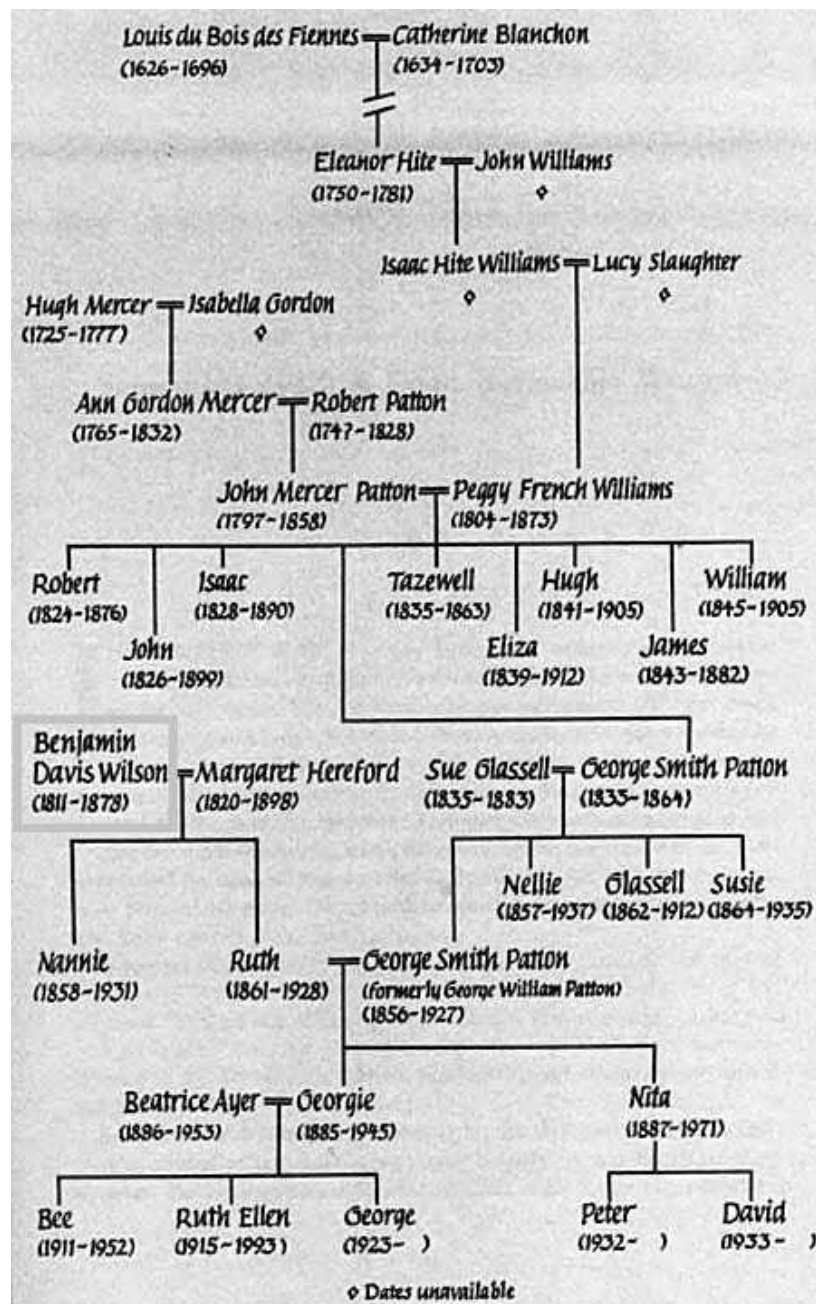 Louis du Bois des Fiennes = Catherine Blanchon
(1626-1696) (1634-1703)
Eleanor Hite = John Williams
(1750-1781) ⋄
Isaac Hite Williams = Lucy Slaughter
⋄ ⋄
Hugh Mercer = Isabella Gordon
(1725-1777) ⋄
Ann Gordon Mercer = Robert Patton
(1765-1832) (174?-1828)
John Mercer Patton = Peggy French Williams
(1797-1858) (1804-1873)
Robert Isaac Tazewell Hugh William
(1824-1876) (1828-1890) (1835-1863) (1841-1905) (1845-1905)
John Eliza James
(1826-1899) (1839-1912) (1843-1882)
Benjamin
Davis Wilson = Margaret Hereford Sue Glassell = George Smith Patton
(1811-1878) (1820-1898) (1835-1883) (1833-1864)
Nellie Glassell Susie
(1857-1937) (1862-1912) (1864-1935)
Nannie Ruth = George Smith Patton
(1858-1931) (1861-1928) (formerly George William Patton)
(1856-1927)
Beatrice Ayer = Georgie Nita
(1886-1953) (1885-1945) (1887-1971)
Bee Ruth Ellen George Peter David
(1911-1952) (1915-1993) (1923- ) (1932- ) (1933- )
⋄ Dates unavailable